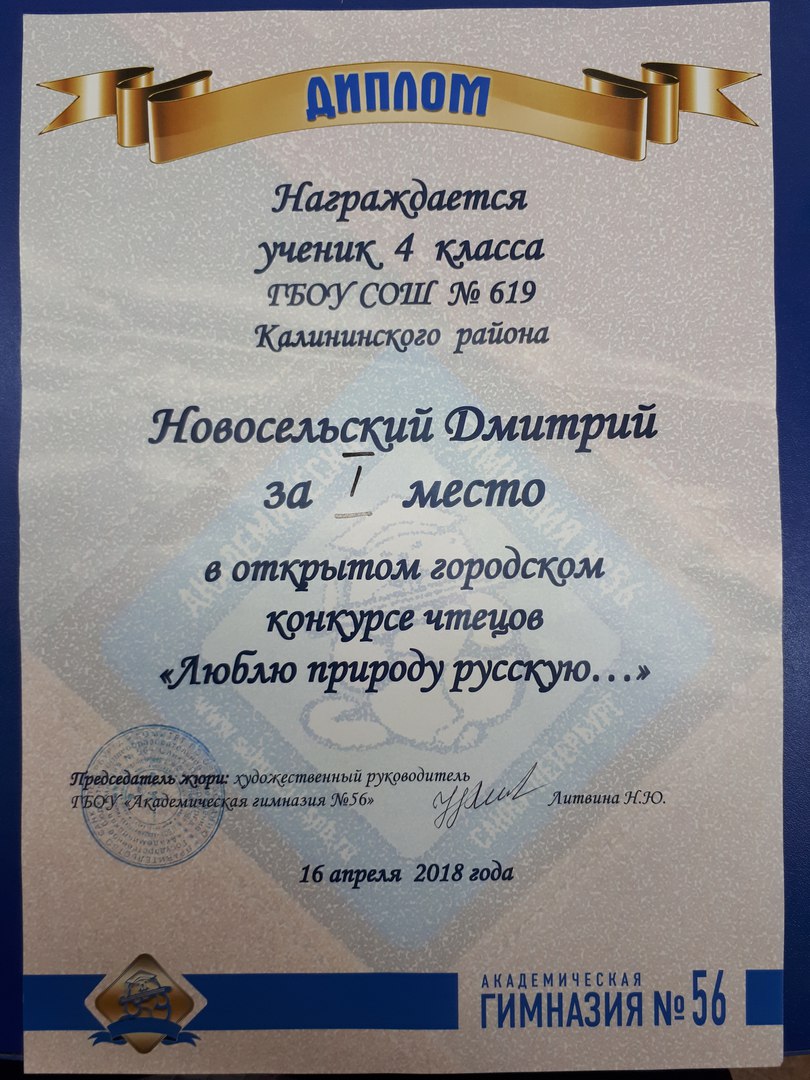 ДИПЛОМ
Награждается
ученик 4 класса
ГБОУ СОШ № 619
Калининского района
Новосельский Дмитрий
за I место
в открытом городском
конкурсе чтецов
«Люблю природу русскую...»
Председатель жюри: художественный руководитель
ГБОУ «Академическая гимназия №56»
Литвина Н.Ю.
16 апреля 2018 года
АКАДЕМИЧЕСКАЯ
ГИМНАЗИЯ № 56